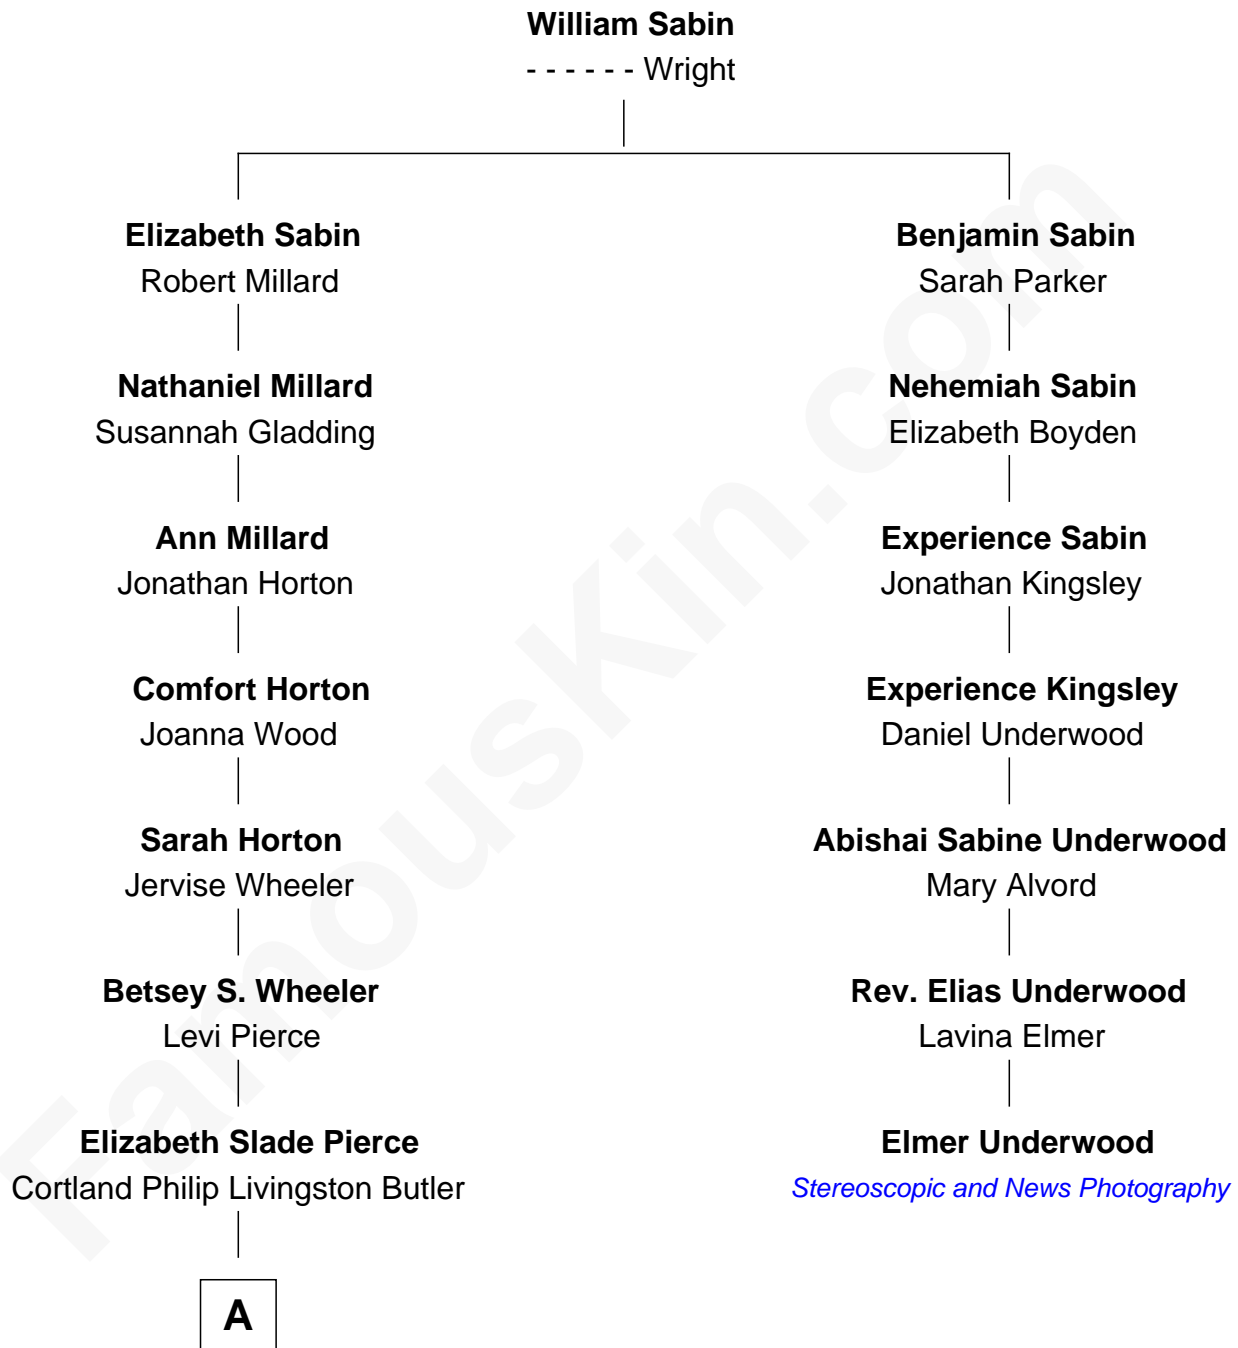 William Sabin
- - - - - - Wright
Elizabeth Sabin
Robert Millard
Benjamin Sabin
Sarah Parker
Nathaniel Millard
Susannah Gladding
Nehemiah Sabin
Elizabeth Boyden
Ann Millard
Jonathan Horton
Experience Sabin
Jonathan Kingsley
Comfort Horton
Joanna Wood
Experience Kingsley
Daniel Underwood
Sarah Horton
Jervise Wheeler
Abishai Sabine Underwood
Mary Alvord
Betsey S. Wheeler
Levi Pierce
Rev. Elias Underwood
Lavina Elmer
Elizabeth Slade Pierce
Cortland Philip Livingston Butler
Elmer Underwood
Stereoscopic and News Photography
A
FamousKin.com